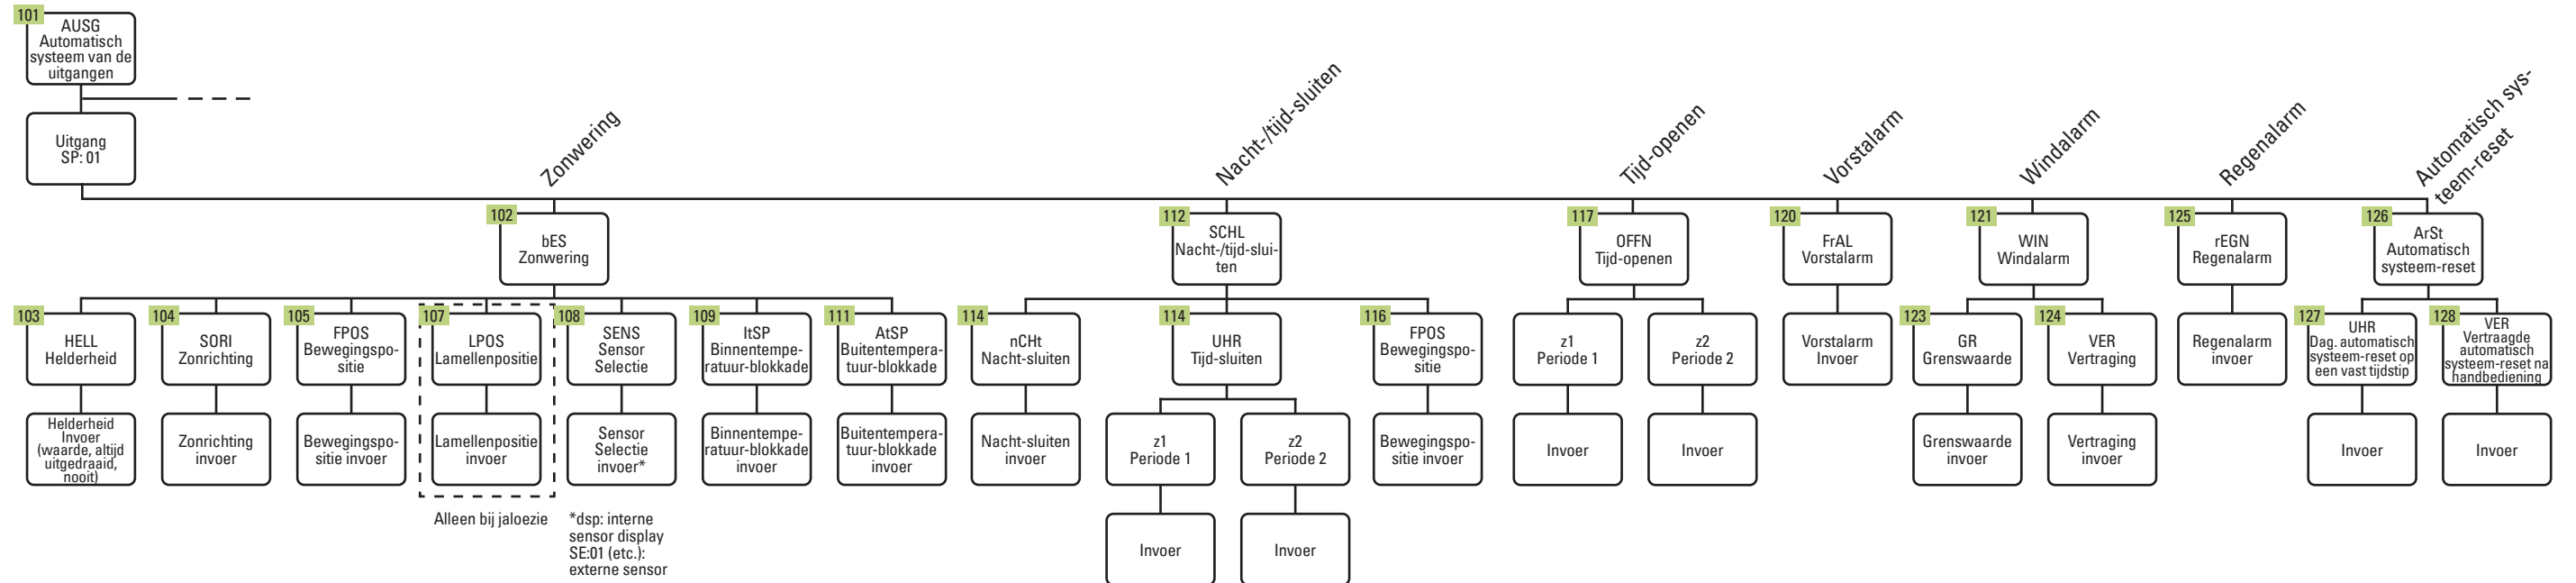 101
AUSG
Automatisch
systeem van de
uitgangen
Uitgang
SP: 01
Zonwering
Nacht-/tijd-sluiten
Tijd-openen
Vorstalarm
Windalarm
Regenalarm
Automatisch sys-
teem-reset
102
bES
Zonwering
112
SCHL
Nacht-/tijd-slui-
ten
117
OFFN
Tijd-openen
120
FrAL
Vorstalarm
121
WIN
Windalarm
125
rEGN
Regenalarm
126
ArSt
Automatisch
systeem-reset
103
HELL
Helderheid
104
SORI
Zonrichting
105
FPOS
Bewegingspo-
sitie
107
LPOS
Lamellenpositie
108
SENS
Sensor
Selectie
109
ItSP
Binnentempe-
ratuur-blokkade
111
AtSP
Buitentempera-
tuur-blokkade
114
nCHt
Nacht-sluiten
114
UHR
Tijd-sluiten
116
FPOS
Bewegingspo-
sitie
z1
Periode 1
z2
Periode 2
Vorstalarm
Invoer
123
GR
Grenswaarde
124
VER
Vertraging
Regenalarm
invoer
127
UHR
Dag. automatisch
systeem-reset op
een vast tijdstip
128
VER
Vertraagde
automatisch
systeem-reset na
handbediening
Helderheid
Invoer
(waarde, altijd
uitgedraaid,
nooit)
Zonrichting
invoer
Bewegingspo-
sitie invoer
Lamellenpositie
invoer
Sensor
Selectie
invoer*
Binnentempe-
ratuur-blokkade
invoer
Buitentempera-
tuur-blokkade
invoer
Nacht-sluiten
invoer
z1
Periode 1
z2
Periode 2
Bewegingspo-
sitie invoer
Invoer
Invoer
Grenswaarde
invoer
Vertraging
invoer
Invoer
Invoer
Alleen bij jaloezie
*dsp: interne
sensor display
SE:01 (etc.):
externe sensor
Invoer
Invoer